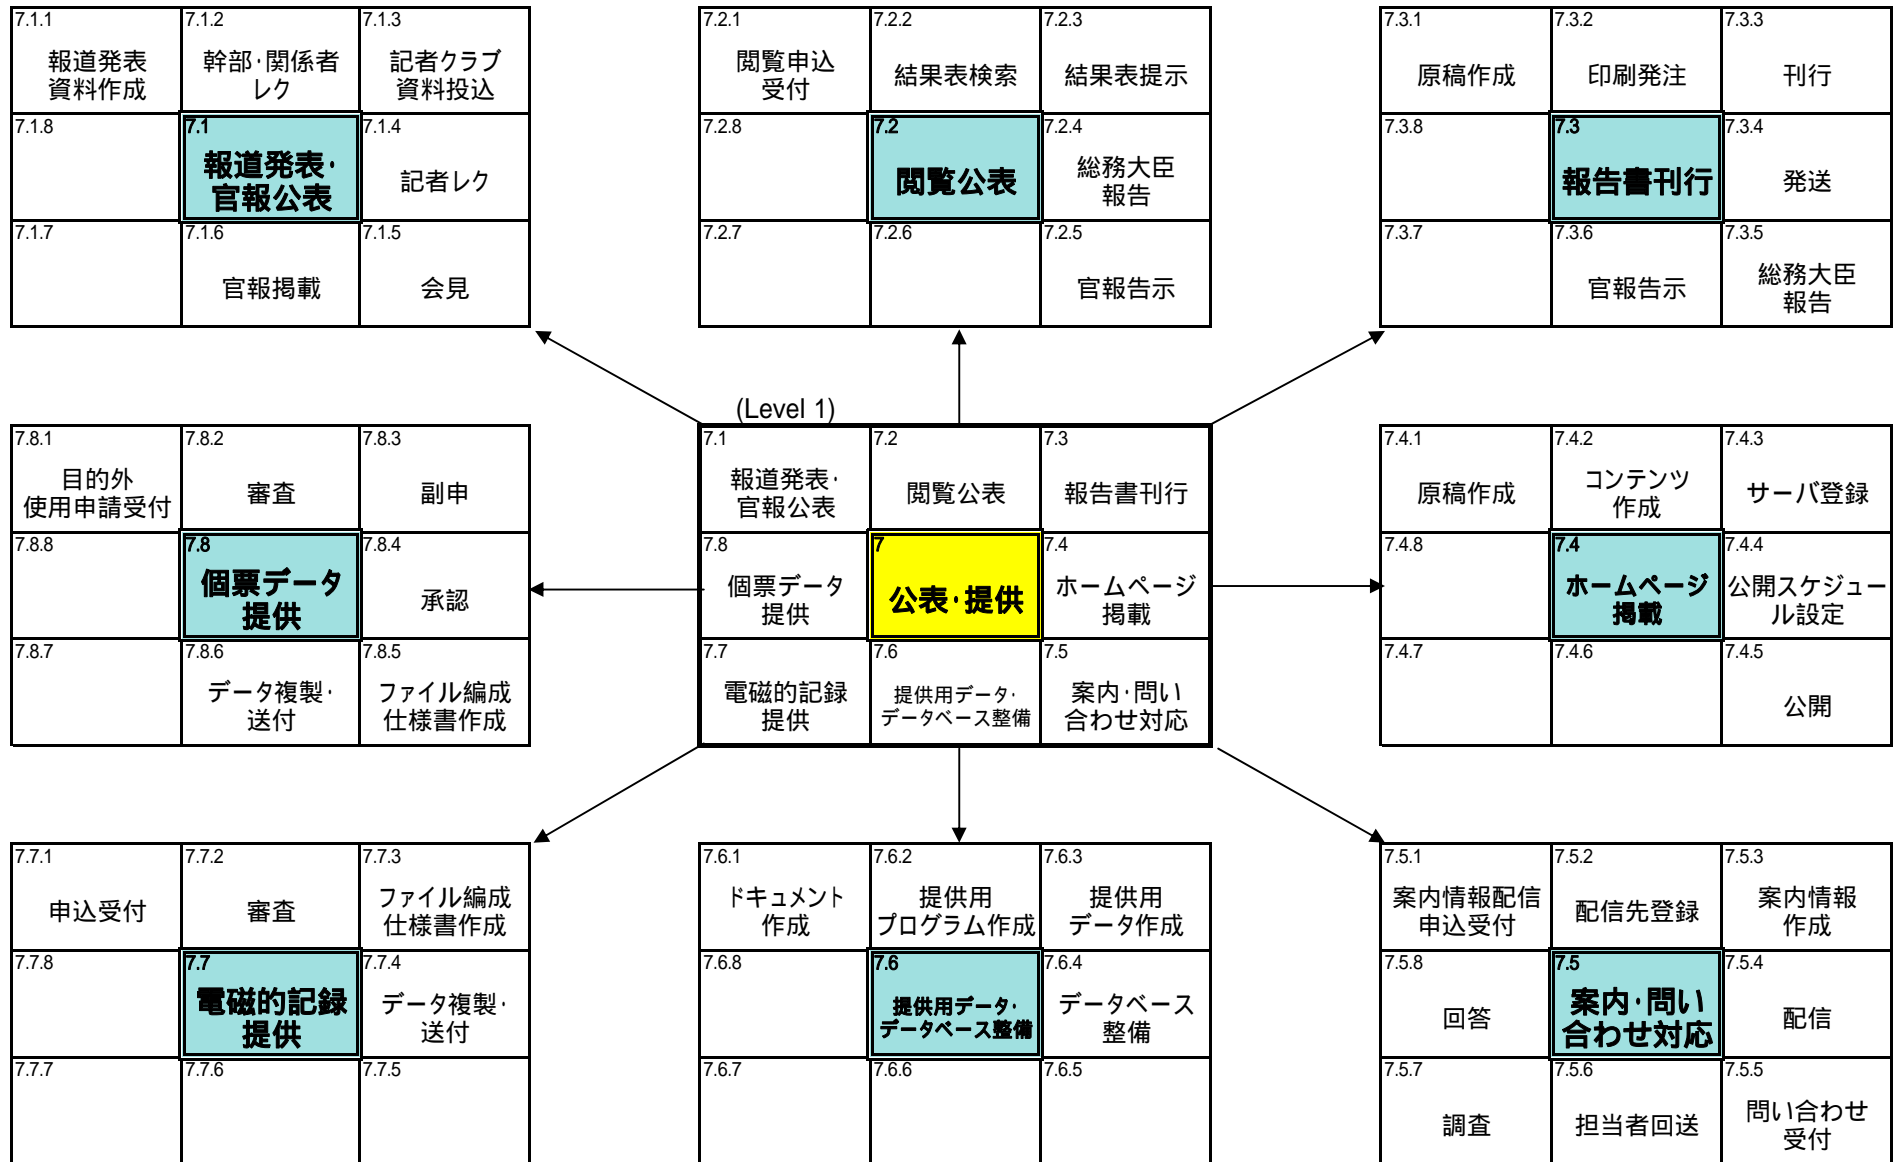 7.1.1
報道発表
資料作成
7.1.2
幹部・関係者
レク
7.1.3
記者クラブ
資料投込
7.1.8
7.1
報道発表・
官報公表
7.1.4
記者レク
7.1.7
7.1.6
官報掲載
7.1.5
会見
7.2.1
閲覧申込
受付
7.2.2
結果表検索
7.2.3
結果表提示
7.2.8
7.2
閲覧公表
7.2.4
総務大臣
報告
7.2.7
7.2.6
7.2.5
官報告示
7.3.1
原稿作成
7.3.2
印刷発注
7.3.3
刊行
7.3.8
7.3
報告書刊行
7.3.4
発送
7.3.7
7.3.6
官報告示
7.3.5
総務大臣
報告
7.8.1
目的外
使用申請受付
7.8.2
審査
7.8.3
副申
7.8.8
7.8
個票データ
提供
7.8.4
承認
7.8.7
7.8.6
データ複製・
送付
7.8.5
ファイル編成
仕様書作成
(Level 1)
7.1
報道発表・
官報公表
7.2
閲覧公表
7.3
報告書刊行
7.8
個票データ
提供
7
公表・提供
7.4
ホームページ
掲載
7.7
電磁的記録
提供
7.6
提供用データ・
データベース整備
7.5
案内・問い
合わせ対応
7.4.1
原稿作成
7.4.2
コンテンツ
作成
7.4.3
サーバ登録
7.4.8
7.4
ホームページ
掲載
7.4.4
公開スケジュー
ル設定
7.4.7
7.4.6
7.4.5
公開
7.7.1
申込受付
7.7.2
審査
7.7.3
ファイル編成
仕様書作成
7.7.8
7.7
電磁的記録
提供
7.7.4
データ複製・
送付
7.7.7
7.7.6
7.7.5
7.6.1
ドキュメント
作成
7.6.2
提供用
プログラム作成
7.6.3
提供用
データ作成
7.6.8
7.6
提供用データ・
データベース整備
7.6.4
データベース
整備
7.6.7
7.6.6
7.6.5
7.5.1
案内情報配信
申込受付
7.5.2
配信先登録
7.5.3
案内情報
作成
7.5.8
回答
7.5
案内・問い
合わせ対応
7.5.4
配信
7.5.7
調査
7.5.6
担当者回送
7.5.5
問い合わせ
受付